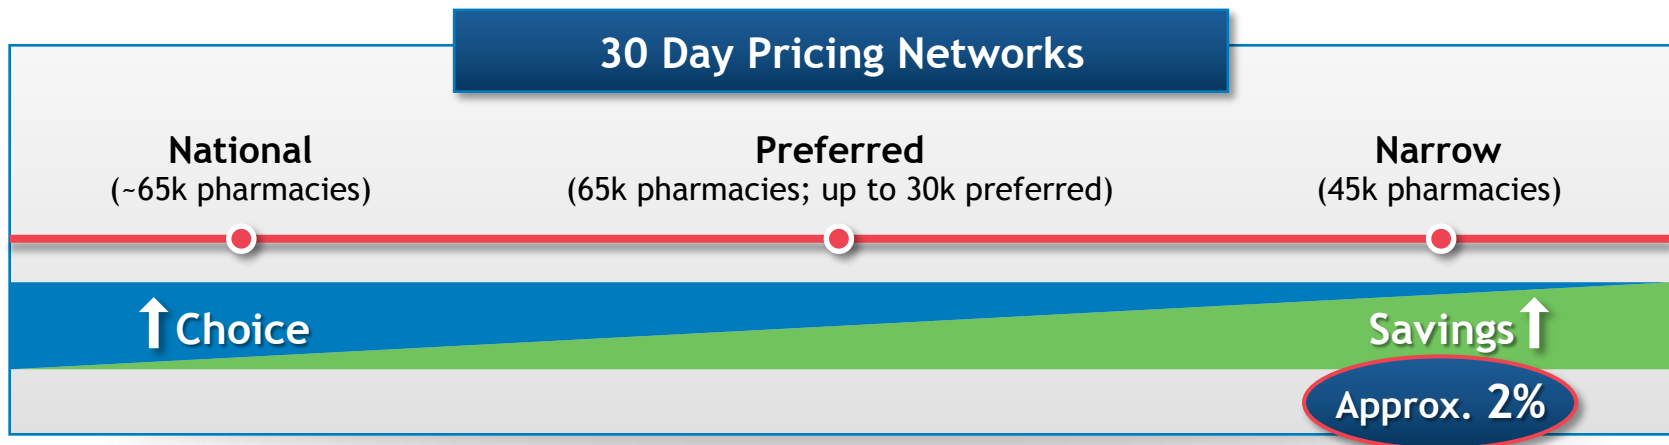 30 Day Pricing Networks
National
(~65k pharmacies)
Preferred
(65k pharmacies; up to 30k preferred)
Narrow
(45k pharmacies)
Choice
Savings
Approx. 2%